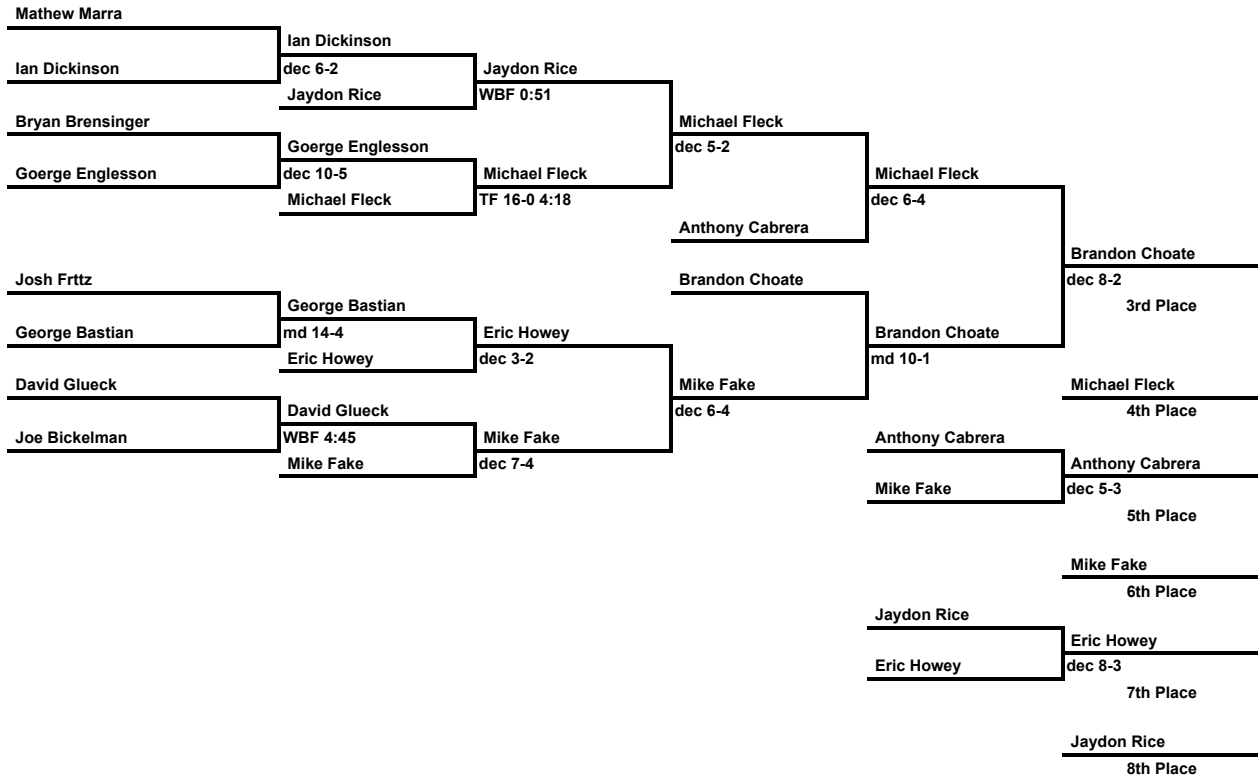 Mathew Marra
Ian Dickinson
Ian Dickinson
dec 6-2
Jaydon Rice
Jaydon Rice
WBF 0:51
Bryan Brensinger
Michael Fleck
dec 5-2
Goerge Englesson
Goerge Englesson
dec 10-5
Michael Fleck
TF 16-0 4:18
Michael Fleck
Michael Fleck
dec 6-4
Anthony Cabrera
Brandon Choate
dec 8-2
3rd Place
Josh Frttz
Brandon Choate
George Bastian
George Bastian
md 14-4
Eric Howey
dec 3-2
Eric Howey
Brandon Choate
md 10-1
David Glueck
Mike Fake
dec 6-4
Michael Fleck
4th Place
David Glueck
Joe Bickelman
WBF 4:45
Mike Fake
dec 7-4
Mike Fake
Anthony Cabrera
Anthony Cabrera
dec 5-3
Mike Fake
5th Place
Mike Fake
6th Place
Jaydon Rice
Eric Howey
dec 8-3
Eric Howey
7th Place
Jaydon Rice
8th Place